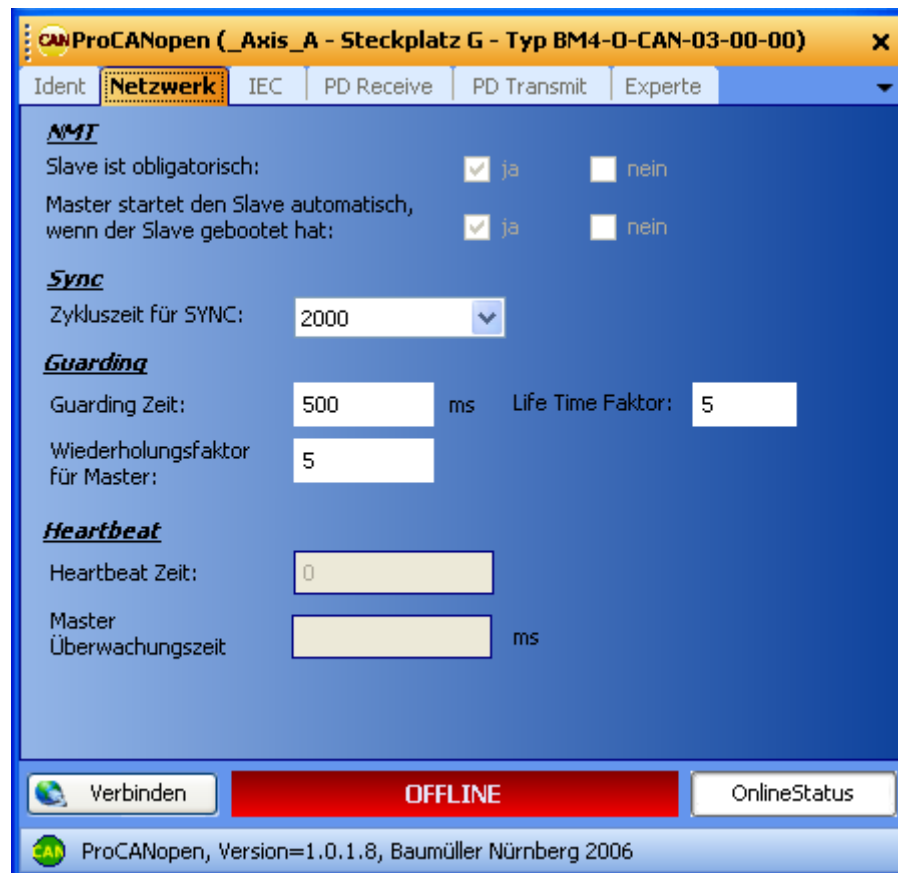 CAN ProCANopen (_Axis_A - Steckplatz G - Typ BM4-O-CAN-03-00-00)
Ident Netzwerk IEC PD Receive PD Transmit Experte
NMT
Slave ist obligatorisch: ja nein
Master startet den Slave automatisch,
wenn der Slave gebootet hat: ja nein
Sync
Zykluszeit für SYNC: 2000
Guarding
Guarding Zeit: 500 ms Life Time Faktor: 5
Wiederholungsfaktor
für Master: 5
Heartbeat
Heartbeat Zeit: 0
Master
Überwachungszeit ms
Verbinden OFFLINE OnlineStatus
CAN ProCANopen, Version=1.0.1.8, Baumüller Nürnberg 2006